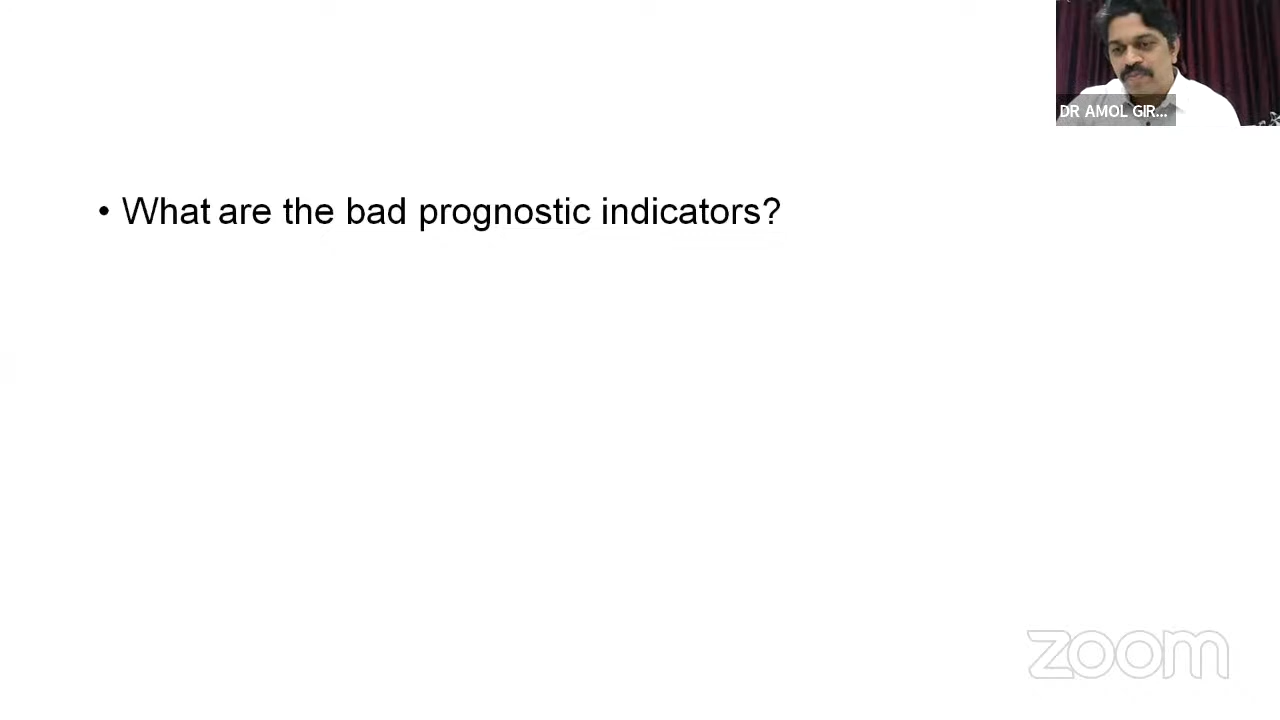 DR AMOL GIR...
• What are the bad prognostic indicators?
zoom